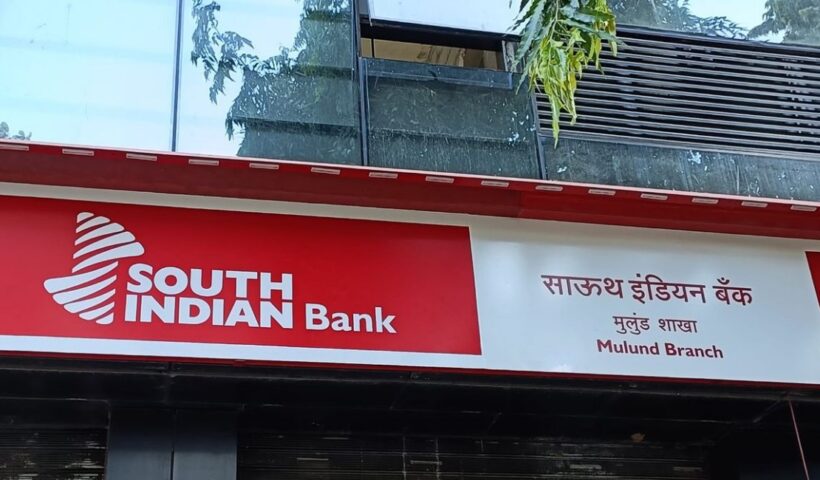 SOUTH
INDIAN Bank
साऊथ इंडियन बँक
मुलुंड शाखा
Mulund Branch